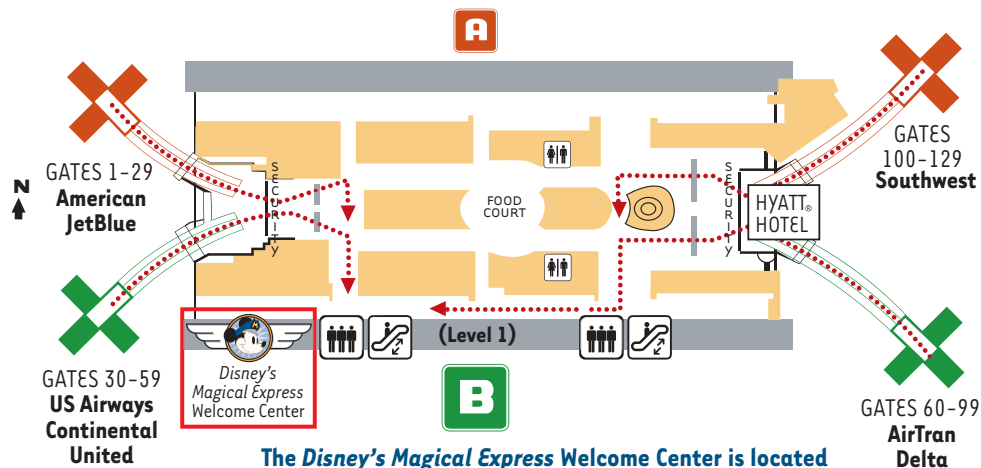 A
GATES 1–29
American
JetBlue
N
SECURITY
FOOD
COURT
SECURITY
HYATT®
HOTEL
GATES
100–129
Southwest
(Level 1)
Disney's
Magical Express
Welcome Center
B
GATES 30–59
US Airways
Continental
United
GATES 60–99
AirTran
Delta
The Disney's Magical Express Welcome Center is located